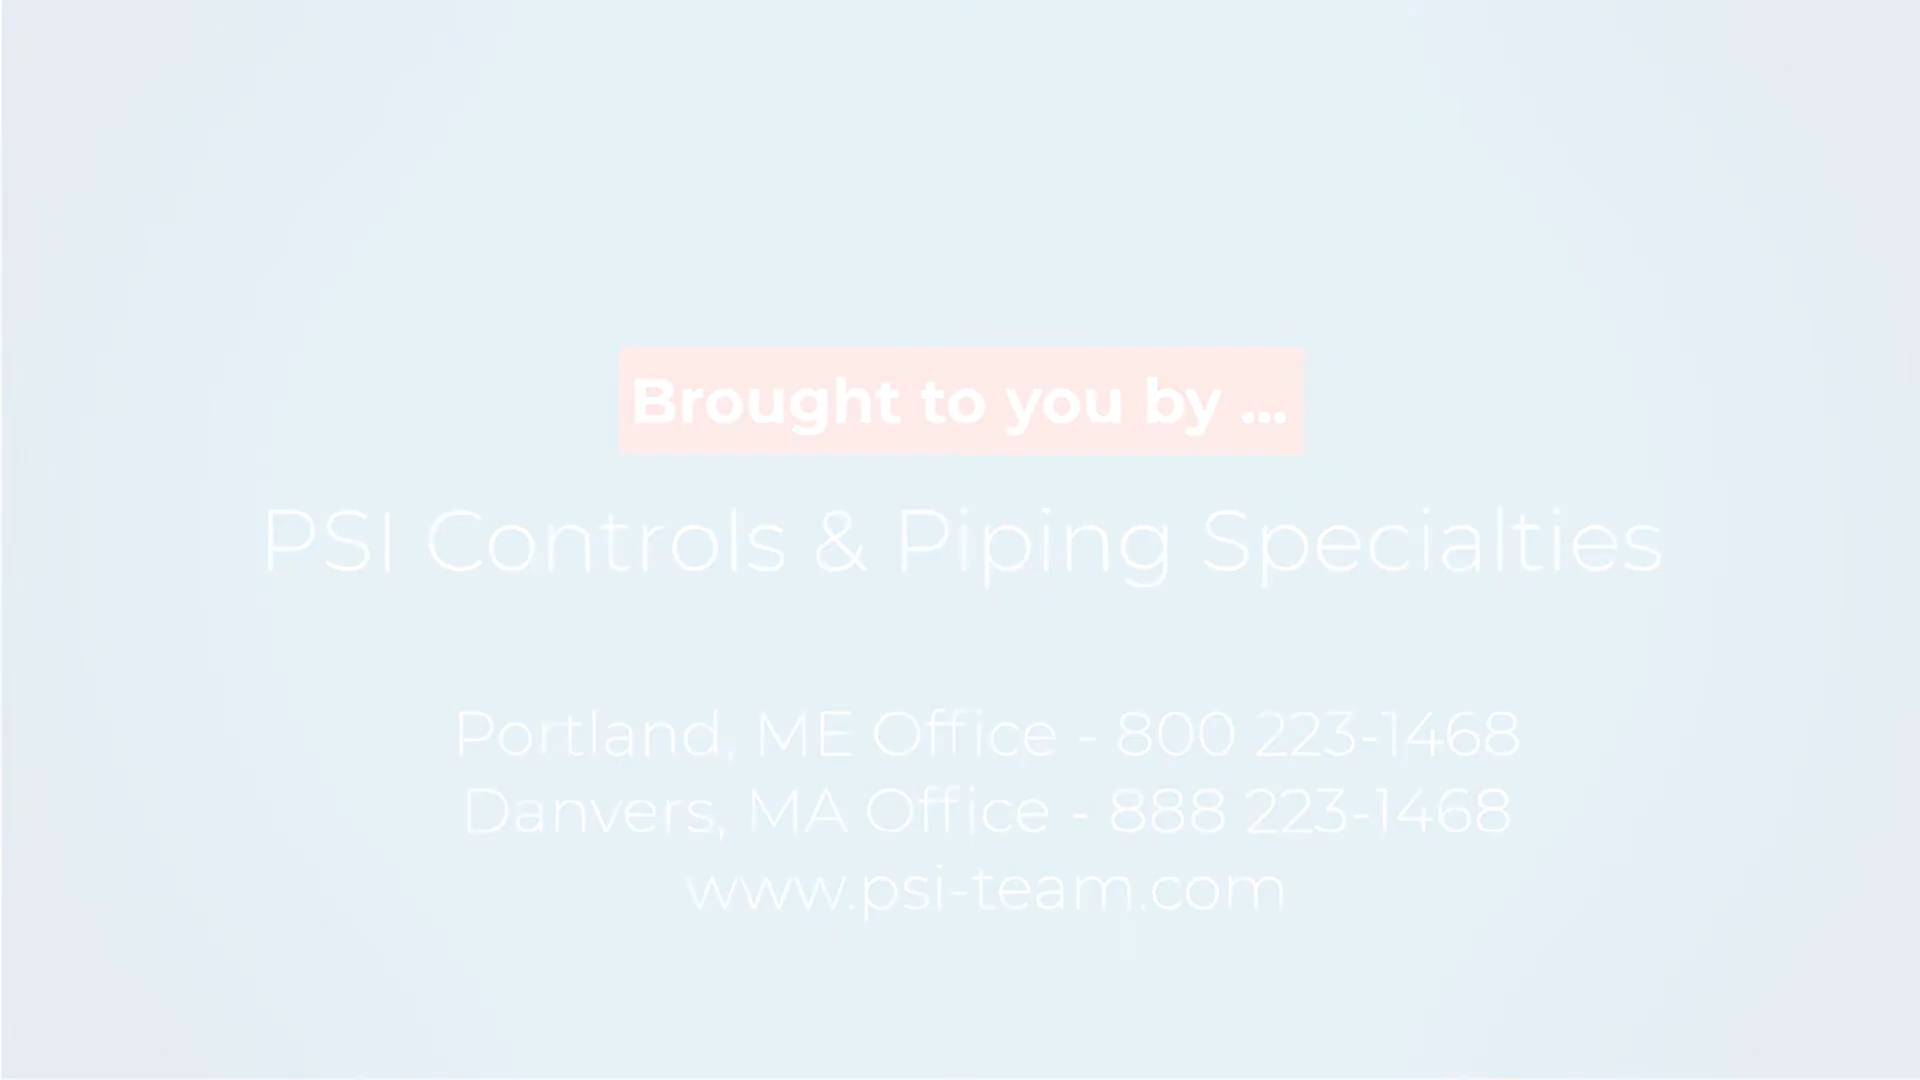 Brought to you by ...
PSI Controls & Piping Specialties
Portland, ME Office - 800 223-1468
Danvers, MA Office - 888 223-1468
www.psi-team.com